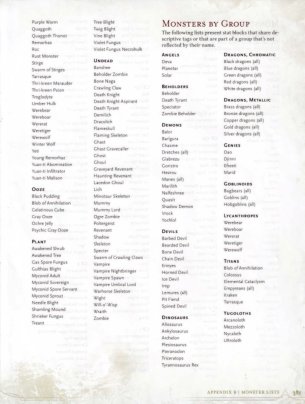 Purple Worm
Quaggoth
Quaggoth Thonot
Remorhaz
Roc
Rust Monster
Stirge
Swarm of Stirges
Tarrasque
Thri-kreen Marauder
Thri-kreen Psion
Troglodyte
Umber Hulk
Werebear
Wereboar
Wererat
Weretiger
Werewolf
Winter Wolf
Yeti
Young Remorhaz
Yuan-ti Abomination
Yuan-ti Infiltrator
Yuan-ti Malison
OOZE
Black Pudding
Blob of Annihilation
Gelatinous Cube
Gray Ooze
Ochre Jelly
Psychic Gray Ooze
PLANT
Awakened Shrub
Awakened Tree
Gas Spore Fungus
Gulthias Blight
Myconid Adult
Myconid Sovereign
Myconid Spore Servant
Myconid Sprout
Needle Blight
Shambling Mound
Shrieker Fungus
Treant
Tree Blight
Twig Blight
Vine Blight
Violet Fungus
Violet Fungus Necrohulk
UNDEAD
Banshee
Beholder Zombie
Bone Naga
Crawling Claw
Death Knight
Death Knight Aspirant
Death Tyrant
Demilich
Dracolich
Flameskull
Flaming Skeleton
Ghast
Ghast Gravecaller
Ghost
Ghoul
Graveyard Revenant
Haunting Revenant
Lacedon Ghoul
Lich
Minotaur Skeleton
Mummy
Mummy Lord
Ogre Zombie
Poltergeist
Revenant
Shadow
Skeleton
Specter
Swarm of Crawling Claws
Vampire
Vampire Nightbringer
Vampire Spawn
Vampire Umbral Lord
Warhorse Skeleton
Wight
Will-o'-Wisp
Wraith
Zombie
MONSTERS BY GROUP
The following lists present stat blocks that share de-
scriptive tags or that are part of a group that's not
reflected by their name.
ANGELS
Deva
Planetar
Solar
BEHOLDERS
Beholder
Death Tyrant
Spectator
Zombie Beholder
DEMONS
Balor
Barlgura
Chasme
Dretches (all)
Glabrezu
Goristro
Hezrou
Manes (all)
Marilith
Nalfeshnee
Quasit
Shadow Demon
Vrock
Yochlol
DEVILS
Barbed Devil
Bearded Devil
Bone Devil
Chain Devil
Erinyes
Horned Devil
Ice Devil
Imp
Lemures (all)
Pit Fiend
Spined Devil
DINOSAURS
Allosaurus
Ankylosaurus
Archelon
Plesiosaurus
Pteranodon
Triceratops
Tyrannosaurus Rex
DRAGONS, CHROMATIC
Black dragons (all)
Blue dragons (all)
Green dragons (all)
Red dragons (all)
White dragons (all)
DRAGONS, METALLIC
Brass dragons (all)
Bronze dragons (all)
Copper dragons (all)
Gold dragons (all)
Silver dragons (all)
GENIES
Dao
Djinni
Efreeti
Marid
GOBLINOIDS
Bugbears (all)
Goblins (all)
Hobgoblins (all)
LYCANTHROPES
Werebear
Wereboar
Wererat
Weretiger
Werewolf
TITANS
Blob of Annihilation
Colossus
Elemental Cataclysm
Empyreans (all)
Kraken
Tarrasque
YUGOLOTHS
Arcanaloth
Mezzoloth
Nycaloth
Ultroloth
APPENDIX B | MONSTER LISTS
381